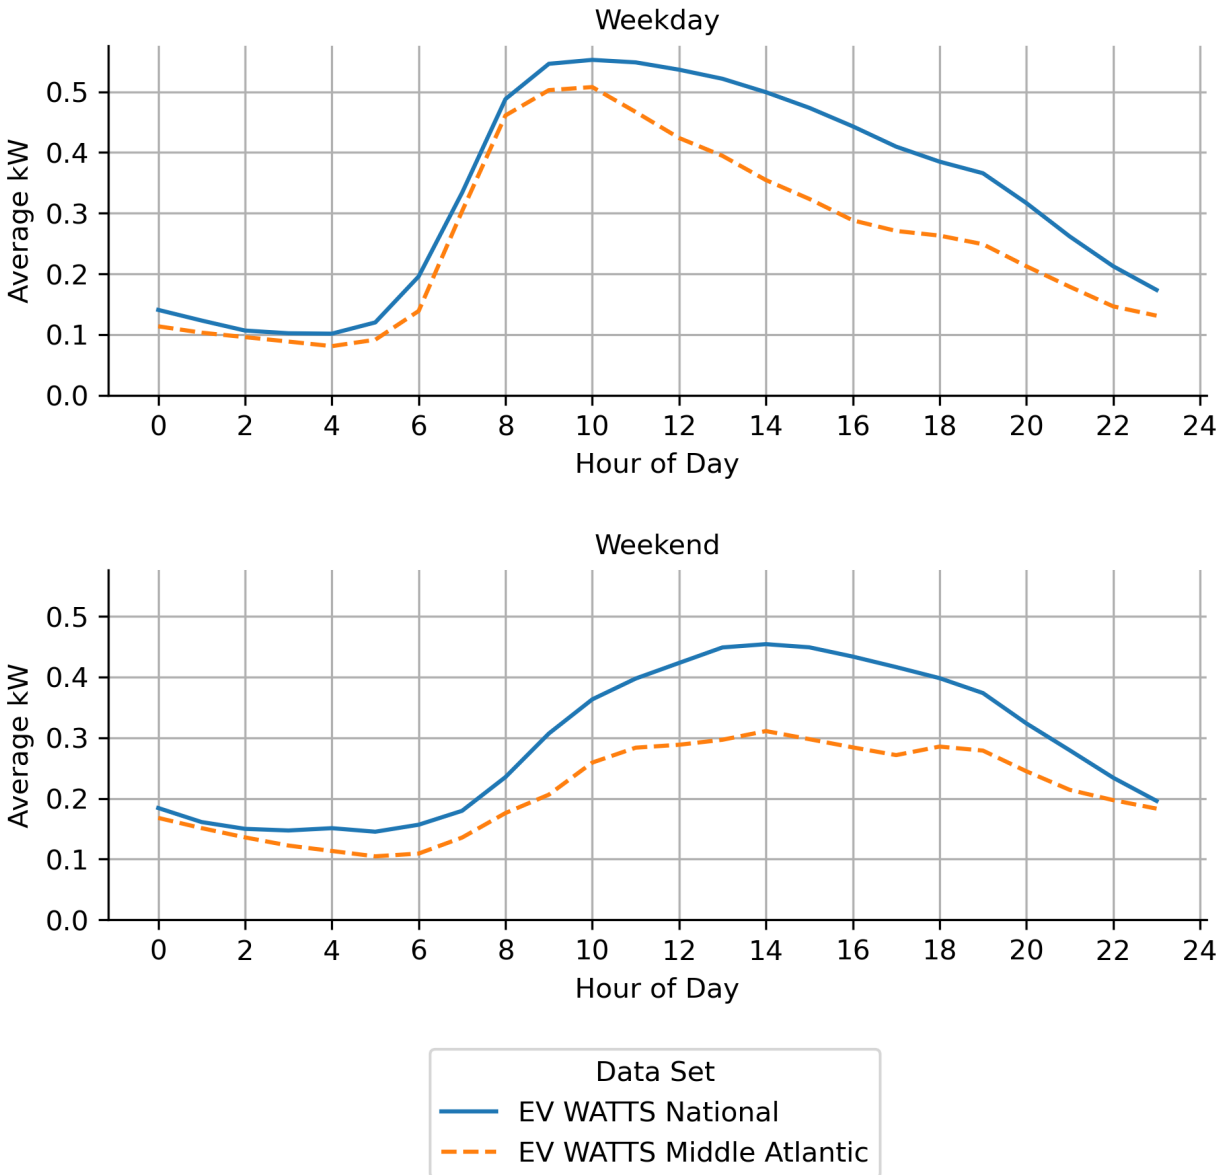 Weekday
Average kW
0.5
0.4
0.3
0.2
0.1
0.0
0 2 4 6 8 10 12 14 16 18 20 22 24
Hour of Day
Weekend
Average kW
0.5
0.4
0.3
0.2
0.1
0.0
0 2 4 6 8 10 12 14 16 18 20 22 24
Hour of Day
Data Set
EV WATTS National
EV WATTS Middle Atlantic